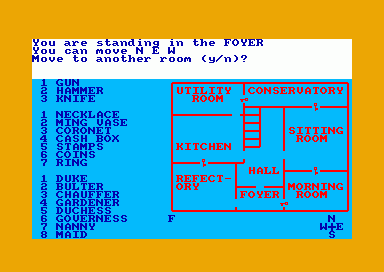 You are standing in the FOYER
You can move N E W
Move to another room (y/n)?
1 GUN
2 HAMMER
3 KNIFE
1 NECKLACE
2 MING VASE
3 CORONET
4 CASH BOX
5 STAMPS
6 COINS
7 RING
1 DUKE
2 BULTER
3 CHAUFFER
4 GARDENER
5 DUCHESS
6 GOVERNESS
7 NANNY
8 MAID
UTILITY ROOM
CONSERVATORY
SITTING ROOM
KITCHEN
HALL
REFECT-
ORY
FOYER
MORNING ROOM
F
N
W E
S